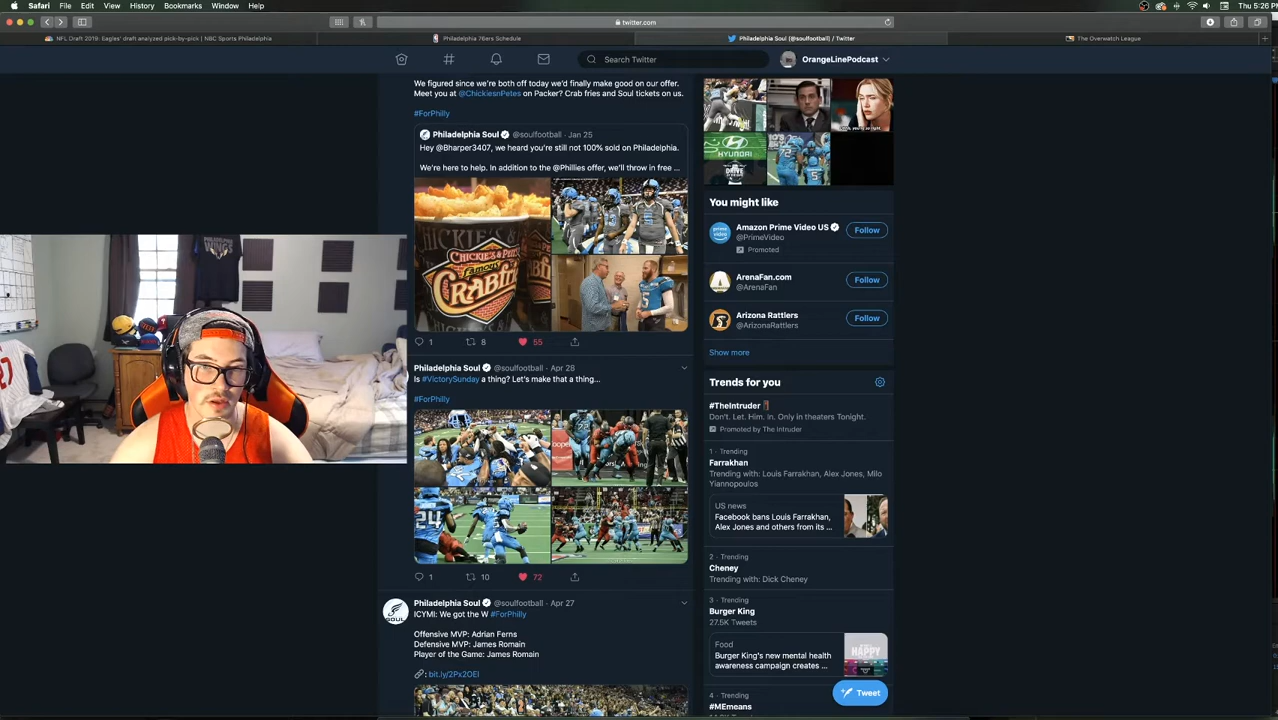 Safari File Edit View History Bookmarks Window Help
Thu 5:26
twitter.com
NFL Draft 2019: Eagles' draft analyzed pick-by-pick | NBC Sports Philadelphia
Philadelphia 76ers Schedule
Philadelphia Soul (@soulfootball) / Twitter
The Overwatch League
Search Twitter
OrangeLinePodcast
We figured since we're both off today we'd finally make good on our offer.
Meet you at @ChickiesnPetes on Packer? Crab fries and Soul tickets on us.
#ForPhilly
Philadelphia Soul @soulfootball · Jan 25
Hey @Bharper3407, we heard you're still not 100% sold on Philadelphia.
We're here to help. In addition to the @Phillies offer, we'll throw in free ...
CHICKIE'S & PETE'S
FAMOUS
1 8 55
Philadelphia Soul @soulfootball · Apr 28
Is #VictorySunday a thing? Let's make that a thing...
#ForPhilly
22
24
1 10 72
SOUL
Philadelphia Soul @soulfootball · Apr 27
ICYMI: We got the W #ForPhilly
Offensive MVP: Adrian Ferns
Defensive MVP: James Romain
Player of the Game: James Romain
: bit.ly/2Px2OEI
HYUNDAI
DRIVE
72
5
You might like
prime video
Amazon Prime Video US
@PrimeVideo
Promoted
Follow
ArenaFan.com
@ArenaFan
Follow
Arizona Rattlers
@ArizonaRattlers
Follow
Show more
Trends for you
#TheIntruder
Don't. Let. Him. In. Only in theaters Tonight.
Promoted by The Intruder
1 · Trending
Farrakhan
Trending with: Louis Farrakhan, Alex Jones, Milo
Yiannopoulos
US news
Facebook bans Louis Farrakhan,
Alex Jones and others from its ...
2 · Trending
Cheney
Trending with: Dick Cheney
3 · Trending
Burger King
27.5K Tweets
Food
Burger King's new mental health
awareness campaign creates ...
4 · Trending
#MEmeans
Tweet